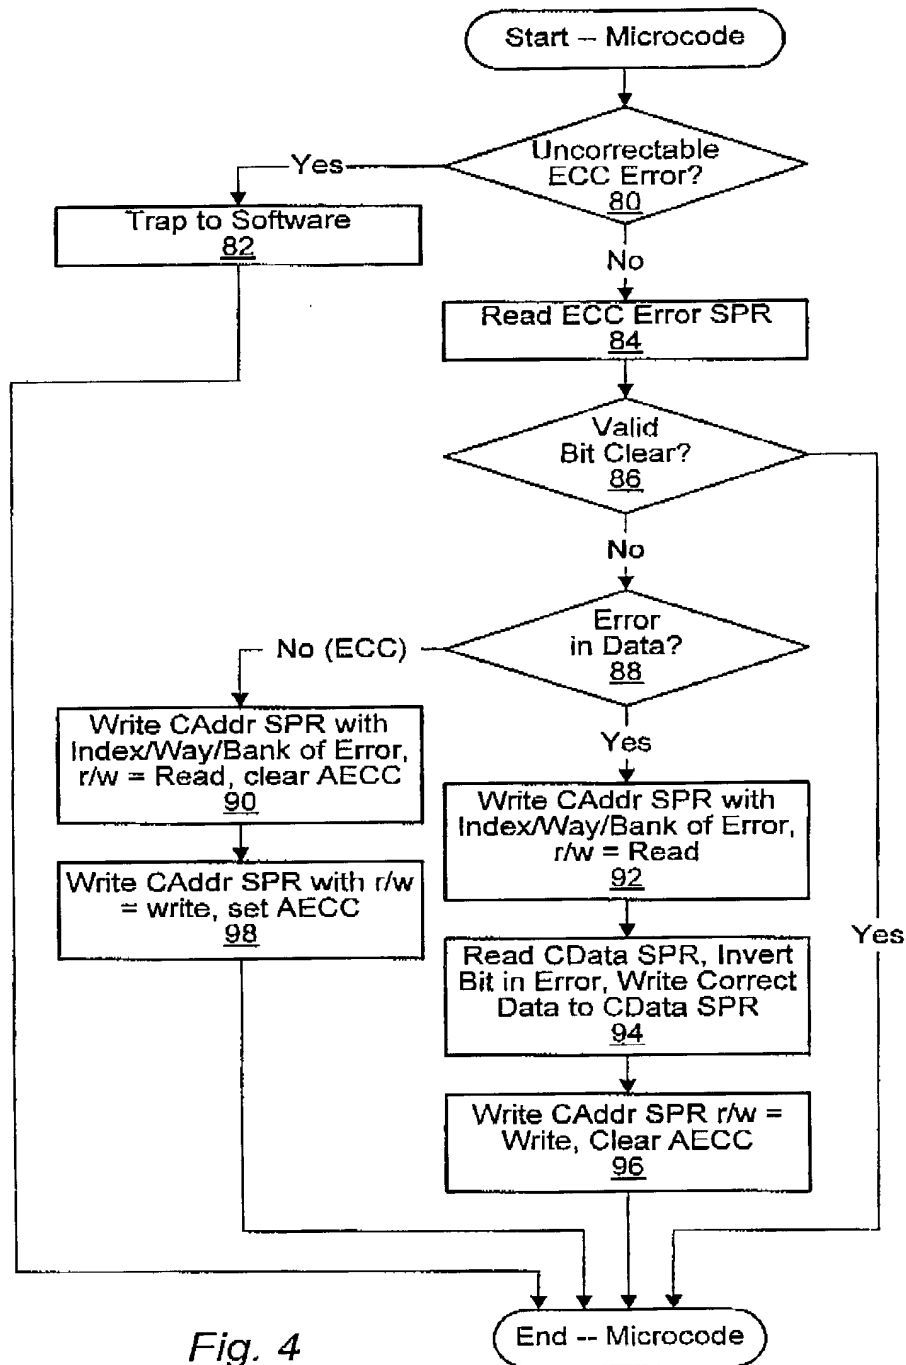 Start -- Microcode
Uncorrectable
ECC Error?
80
Yes
Trap to Software
82
No
Read ECC Error SPR
84
Valid
Bit Clear?
86
No
Error
in Data?
88
No (ECC)
Write CAddr SPR with
Index/Way/Bank of Error,
r/w = Read, clear AECC
90
Yes
Write CAddr SPR with
Index/Way/Bank of Error,
r/w = Read
92
Write CAddr SPR with r/w
= write, set AECC
98
Yes
Read CData SPR, Invert
Bit in Error, Write Correct
Data to CData SPR
94
Write CAddr SPR r/w =
Write, Clear AECC
96
End -- Microcode
Fig. 4